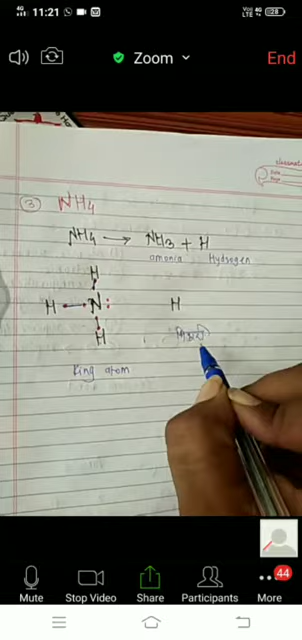 11:21
Zoom
End
③ NH4
NH4 → NH3 + H
amonia Hydrogen
H
H N: H
H
King atom
Mute Stop Video Share Participants More
44